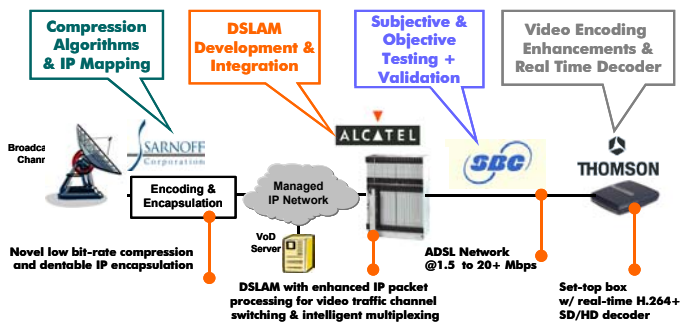 Compression
Algorithms
& IP Mapping
DSLAM
Development &
Integration
Subjective &
Objective
Testing +
Validation
Video Encoding
Enhancements &
Real Time Decoder
Broadca
Chann
SARNOFF
Corporation
ALCATEL
SBC
THOMSON
Encoding &
Encapsulation
Managed
IP Network
VoD
Server
Novel low bit-rate compression
and dentable IP encapsulation
DSLAM with enhanced IP packet
processing for video traffic channel
switching & intelligent multiplexing
ADSL Network
@1.5 to 20+ Mbps
Set-top box
w/ real-time H.264+
SD/HD decoder